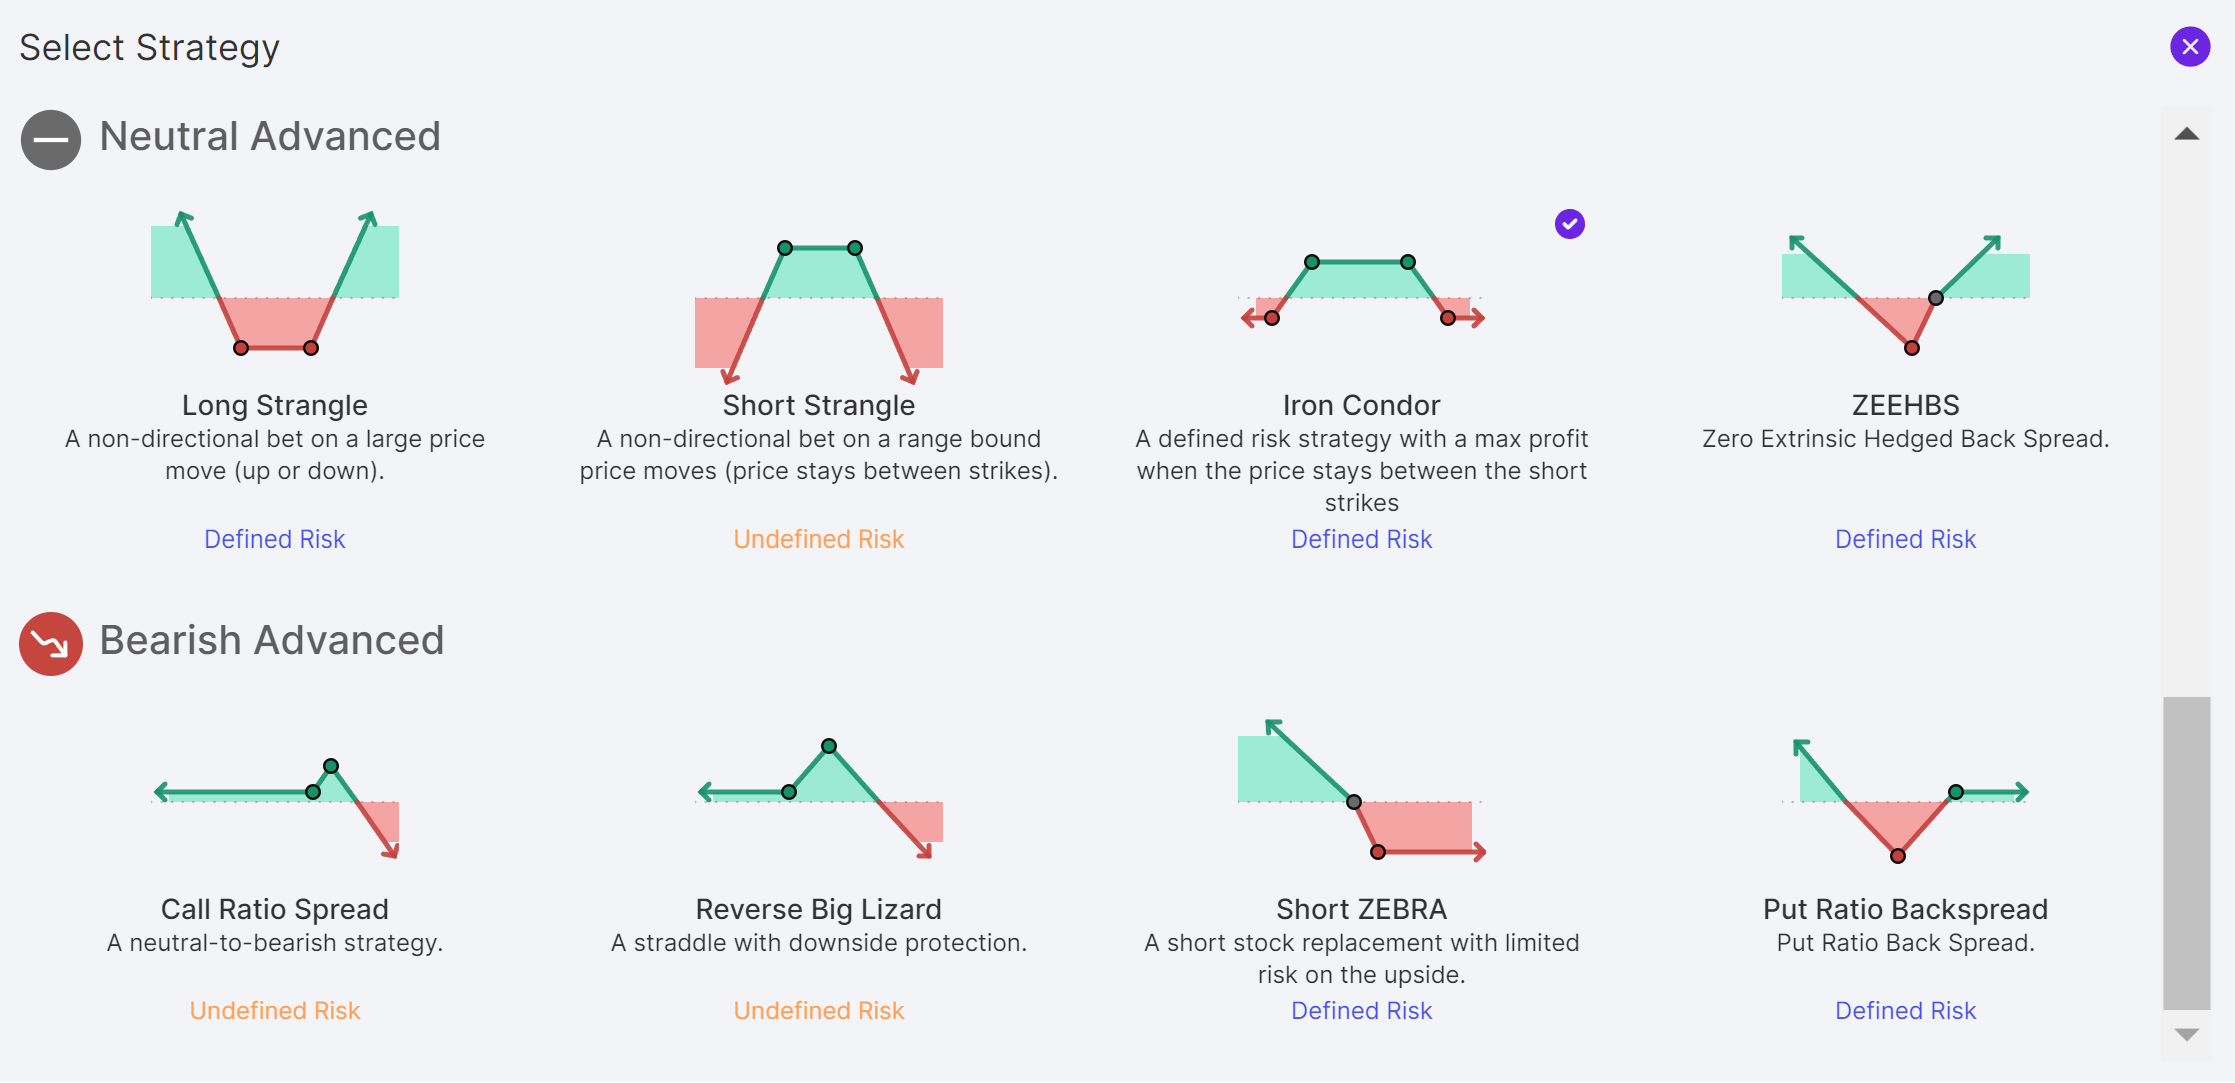 Select Strategy
Neutral Advanced
Long Strangle
A non-directional bet on a large price
move (up or down).
Defined Risk
Short Strangle
A non-directional bet on a range bound
price moves (price stays between strikes).
Undefined Risk
Iron Condor
A defined risk strategy with a max profit
when the price stays between the short
strikes
Defined Risk
ZEEHBS
Zero Extrinsic Hedged Back Spread.
Defined Risk
Bearish Advanced
Call Ratio Spread
A neutral-to-bearish strategy.
Undefined Risk
Reverse Big Lizard
A straddle with downside protection.
Undefined Risk
Short ZEBRA
A short stock replacement with limited
risk on the upside.
Defined Risk
Put Ratio Backspread
Put Ratio Back Spread.
Defined Risk